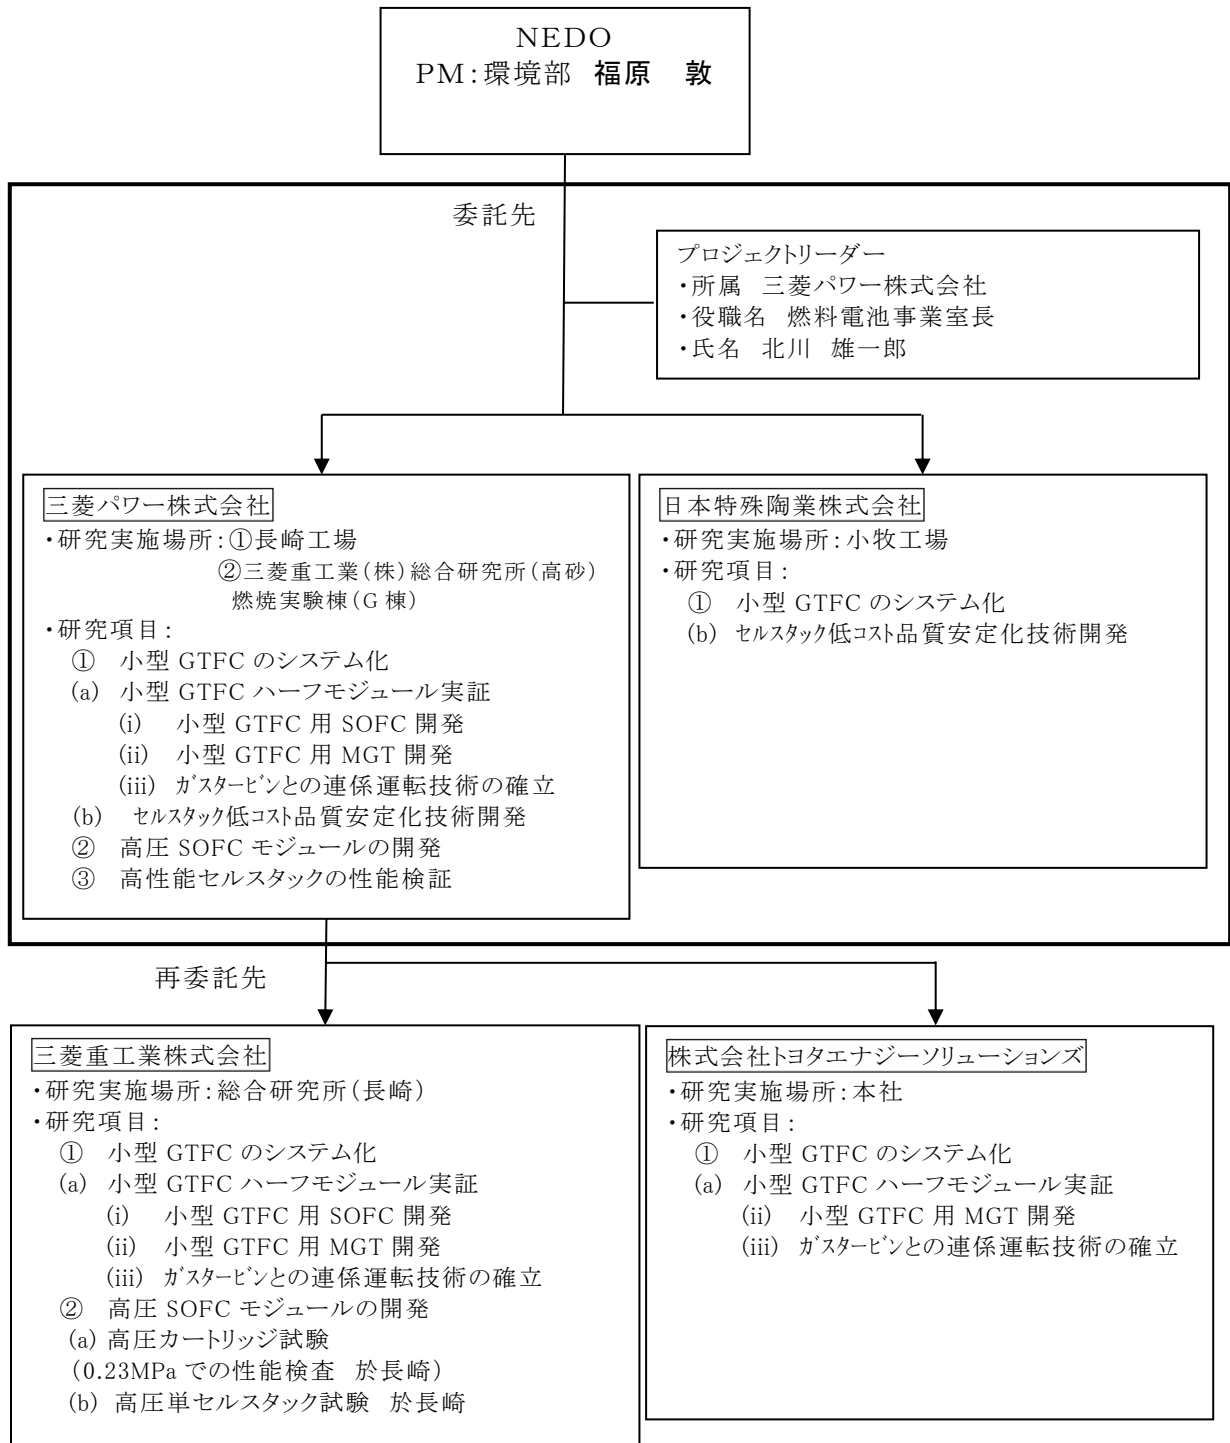 NEDO
PM:環境部 福原 敦
委託先
プロジェクトリーダー
・所属 三菱パワー株式会社
・役職名 燃料電池事業室長
・氏名 北川 雄一郎
三菱パワー株式会社
・研究実施場所:①長崎工場
②三菱重工業(株)総合研究所(高砂)
燃焼実験棟(G 棟)
・研究項目:
① 小型 GTFC のシステム化
(a) 小型 GTFC ハーフモジュール実証
(i) 小型 GTFC 用 SOFC 開発
(ii) 小型 GTFC 用 MGT 開発
(iii) ガスタービンとの連係運転技術の確立
(b) セルスタック低コスト品質安定化技術開発
② 高圧 SOFC モジュールの開発
③ 高性能セルスタックの性能検証
日本特殊陶業株式会社
・研究実施場所:小牧工場
・研究項目:
① 小型 GTFC のシステム化
(b) セルスタック低コスト品質安定化技術開発
再委託先
三菱重工業株式会社
・研究実施場所:総合研究所(長崎)
・研究項目:
① 小型 GTFC のシステム化
(a) 小型 GTFC ハーフモジュール実証
(i) 小型 GTFC 用 SOFC 開発
(ii) 小型 GTFC 用 MGT 開発
(iii) ガスタービンとの連係運転技術の確立
② 高圧 SOFC モジュールの開発
(a) 高圧カートリッジ試験
(0.23MPa での性能検査 於長崎)
(b) 高圧単セルスタック試験 於長崎
株式会社トヨタエナジーソリューションズ
・研究実施場所:本社
・研究項目:
① 小型 GTFC のシステム化
(a) 小型 GTFC ハーフモジュール実証
(ii) 小型 GTFC 用 MGT 開発
(iii) ガスタービンとの連係運転技術の確立